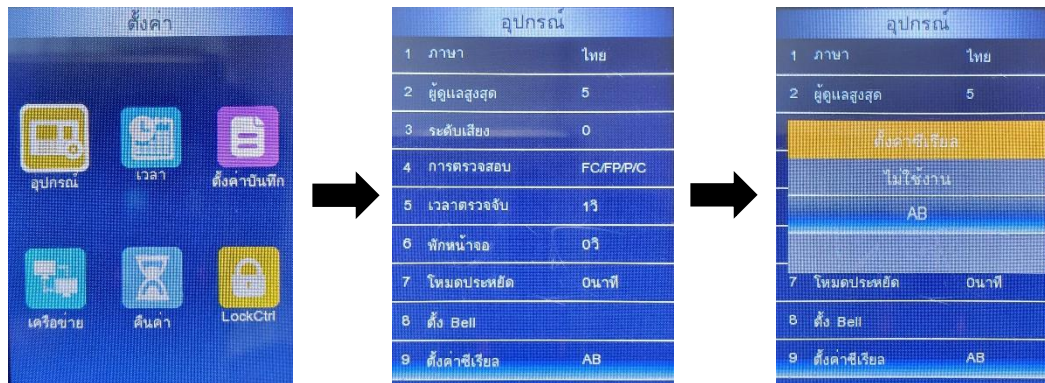 ตั้งค่า
อุปกรณ์
เวลา
ตั้งค่าบันทึก
เครือข่าย
คืนค่า
LockCtrl
อุปกรณ์
1 ภาษา ไทย
2 ผู้ดูแลสูงสุด 5
3 ระดับเสียง 0
4 การตรวจสอบ FC/FP/P/C
5 เวลาตรวจจับ 1วิ
6 พักหน้าจอ 0วิ
7 โหมดประหยัด 0นาที
8 ตั้ง Bell
9 ตั้งค่าซีเรียล AB
อุปกรณ์
1 ภาษา ไทย
2 ผู้ดูแลสูงสุด 5
ตั้งค่าซีเรียล
ไม่ใช้งาน
AB
7 โหมดประหยัด 0นาที
8 ตั้ง Bell
9 ตั้งค่าซีเรียล AB